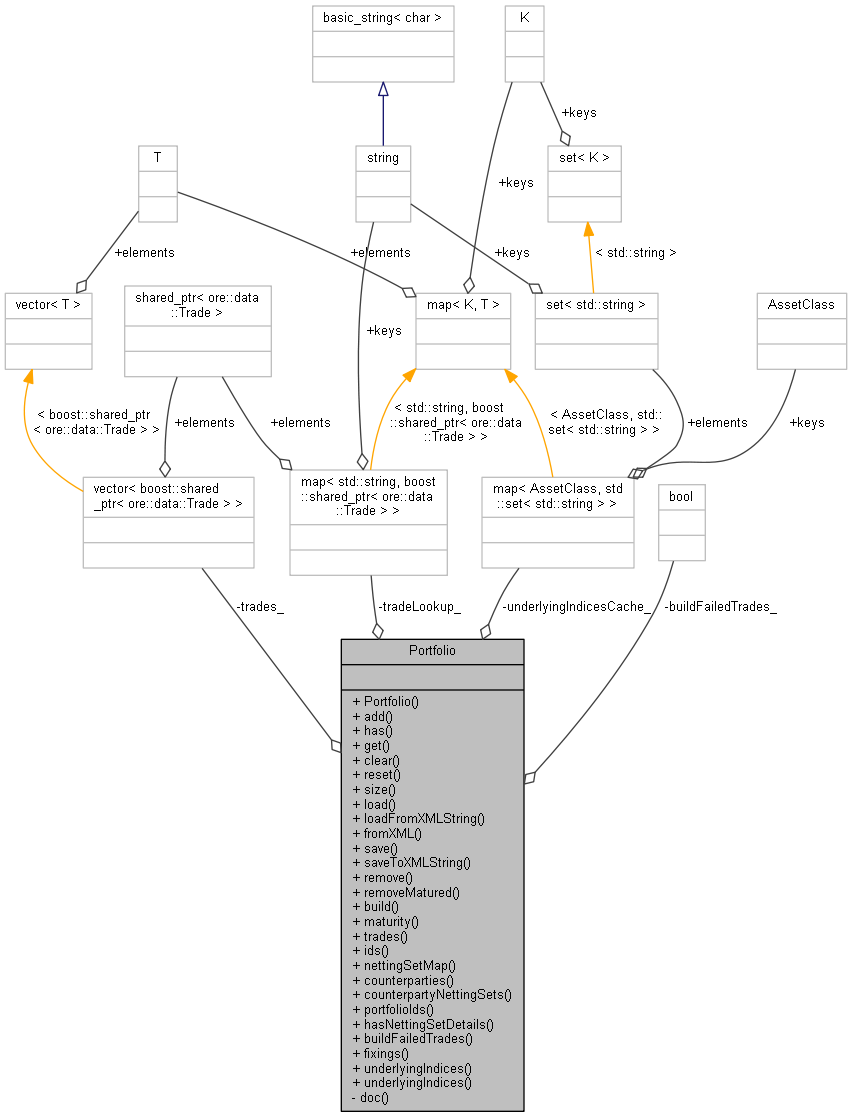 basic_string< char >
K
+keys
T
string
set< K >
+keys
+elements
+elements
+keys
< std::string >
shared_ptr< ore::data
::Trade >
vector< T >
map< K, T >
set< std::string >
AssetClass
+keys
< boost::shared_ptr
< ore::data::Trade > >
+elements
+elements
< std::string, boost
::shared_ptr< ore::data
::Trade > >
< AssetClass, std::
set< std::string > >
+elements
+keys
vector< boost::shared
_ptr< ore::data::Trade > >
map< std::string, boost
::shared_ptr< ore::data
::Trade > >
map< AssetClass, std
::set< std::string > >
bool
-trades_
-tradeLookup_
-underlyingIndicesCache_
-buildFailedTrades_
Portfolio
+ Portfolio()
+ add()
+ has()
+ get()
+ clear()
+ reset()
+ size()
+ load()
+ loadFromXMLString()
+ fromXML()
+ save()
+ saveToXMLString()
+ remove()
+ removeMatured()
+ build()
+ maturity()
+ trades()
+ ids()
+ nettingSetMap()
+ counterparties()
+ counterpartyNettingSets()
+ portfolioIds()
+ hasNettingSetDetails()
+ buildFailedTrades()
+ fixings()
+ underlyingIndices()
+ underlyingIndices()
- doc()